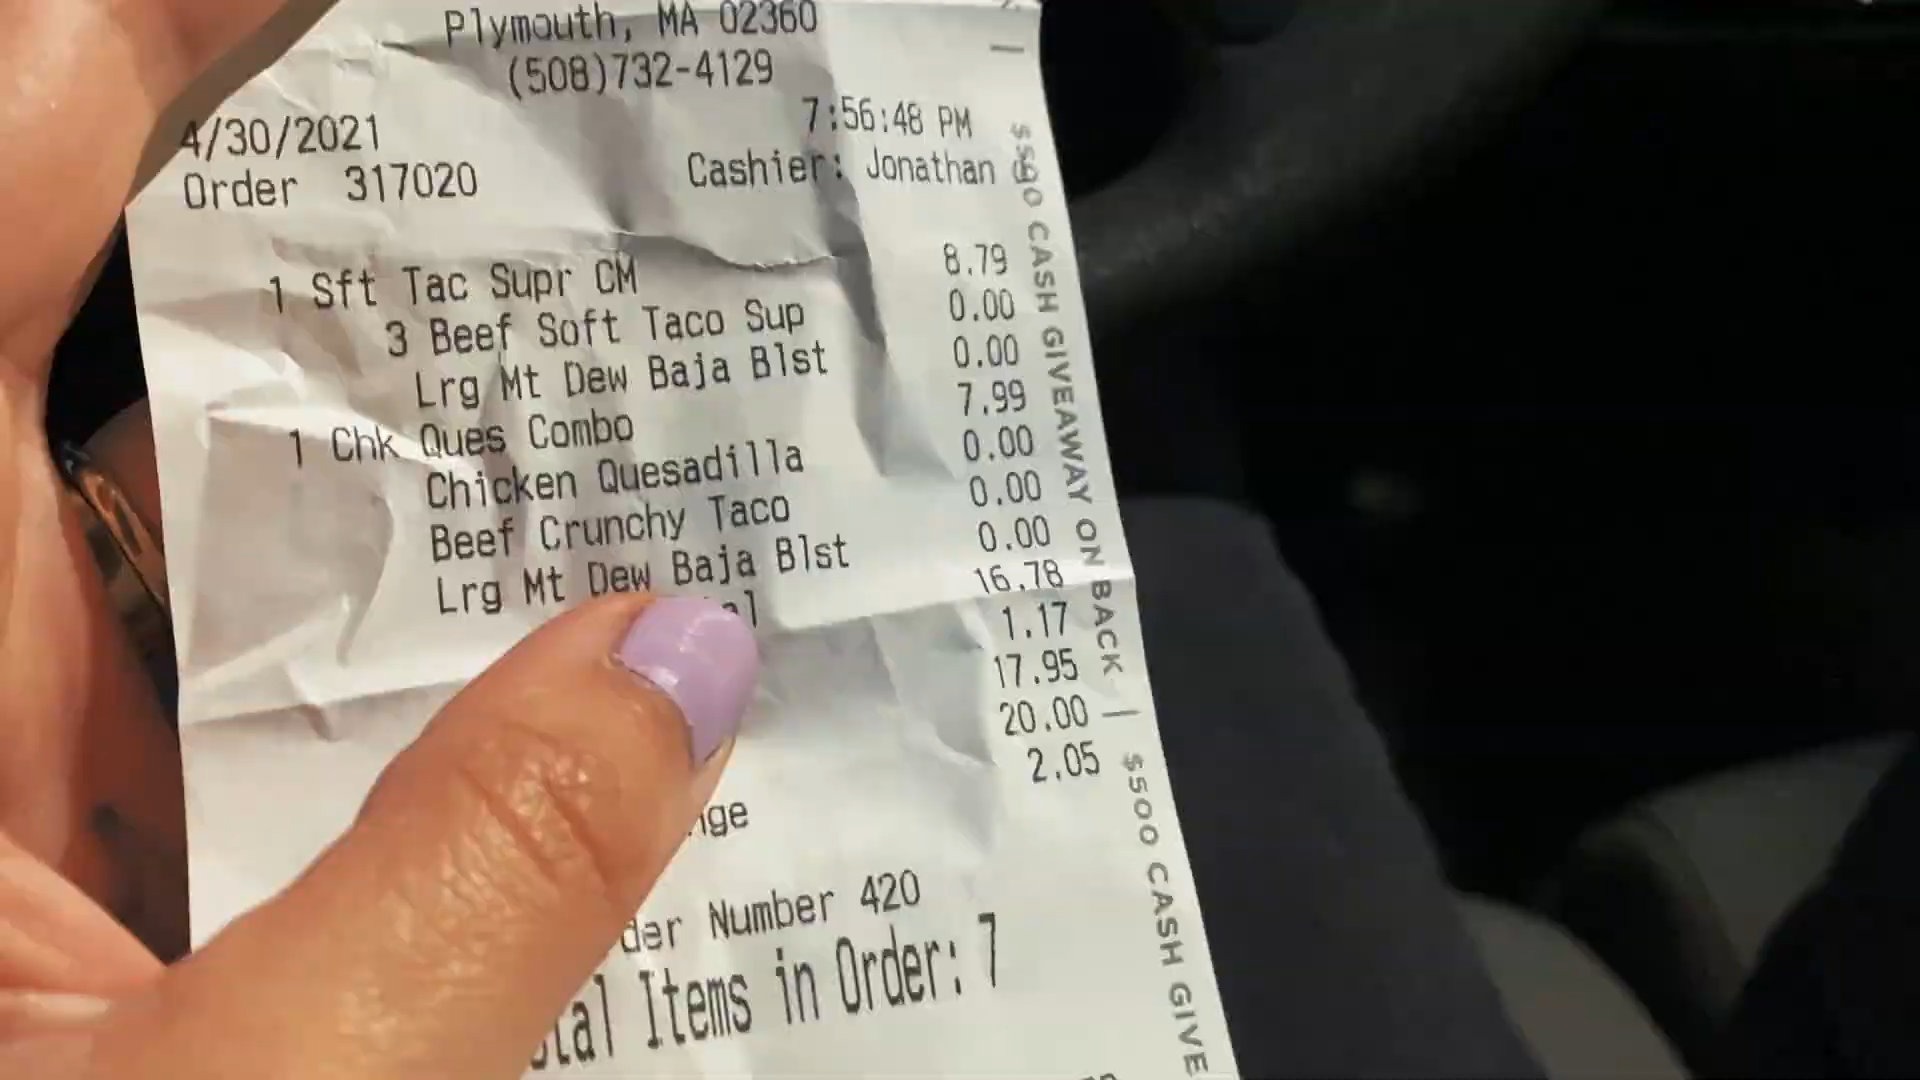 Plymouth, MA 02360
(508)732-4129
4/30/2021 7:56:48 PM
Order 317020 Cashier: Jonathan
1 Sft Tac Supr CM 8.79
3 Beef Soft Taco Sup 0.00
Lrg Mt Dew Baja Blst 0.00
1 Chk Ques Combo 7.99
Chicken Quesadilla 0.00
Beef Crunchy Taco 0.00
Lrg Mt Dew Baja Blst 0.00
16.78
1.17
17.95
20.00
2.05
Number 420
Items in Order: 7
$500 CASH GIVEAWAY ON BACK | $500 CASH GIVE